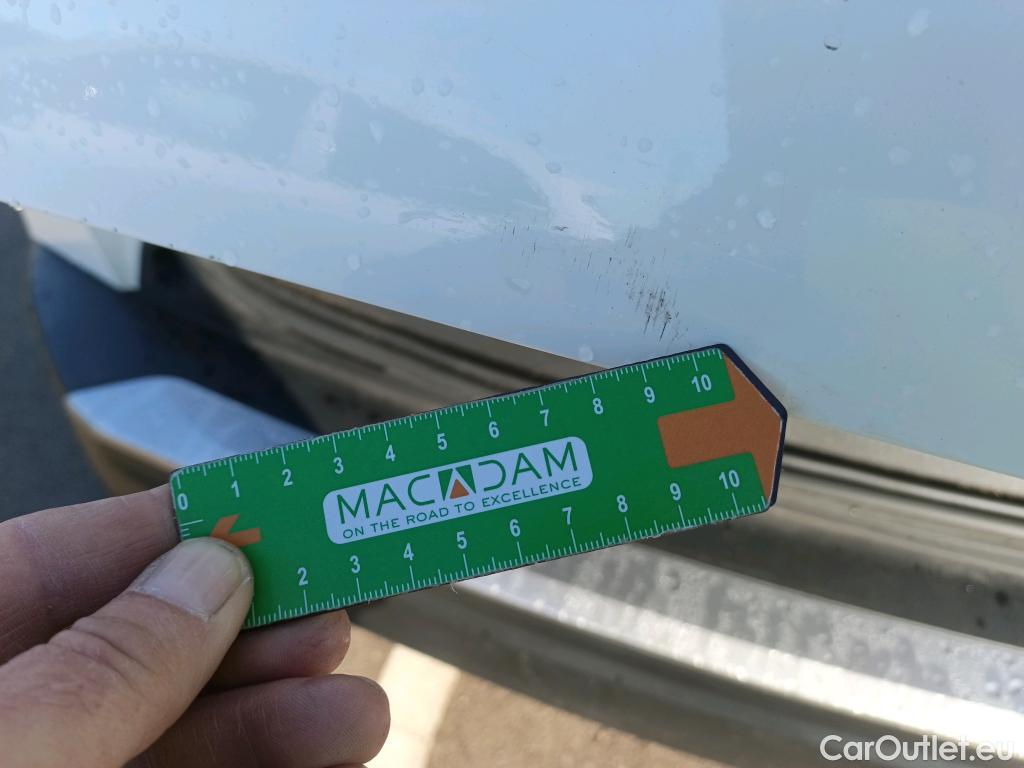 0 1 2 3 4 5 6 7 8 9 10
MACADAM
ON THE ROAD TO EXCELLENCE
2 3 4 5 6 7 8 9 10
CarOutlet.eu